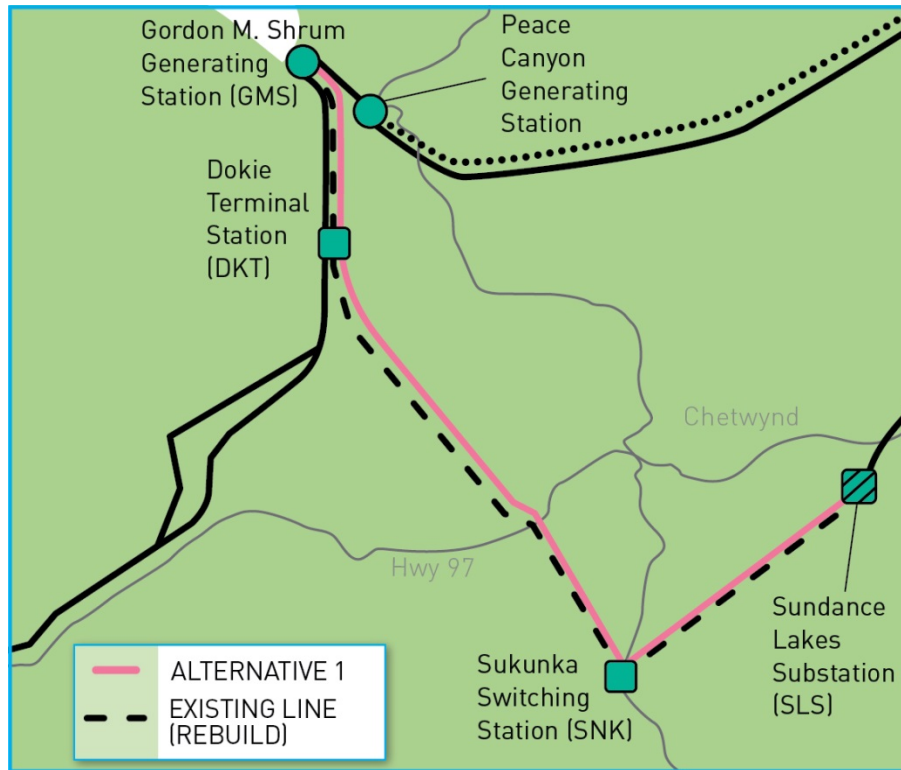 Gordon M. Shrum
Generating
Station (GMS)
Peace
Canyon
Generating
Station
Dokie
Terminal
Station
(DKT)
Chetwynd
Hwy 97
Sundance
Lakes
Substation
(SLS)
Sukunka
Switching
Station (SNK)
ALTERNATIVE 1
EXISTING LINE
(REBUILD)